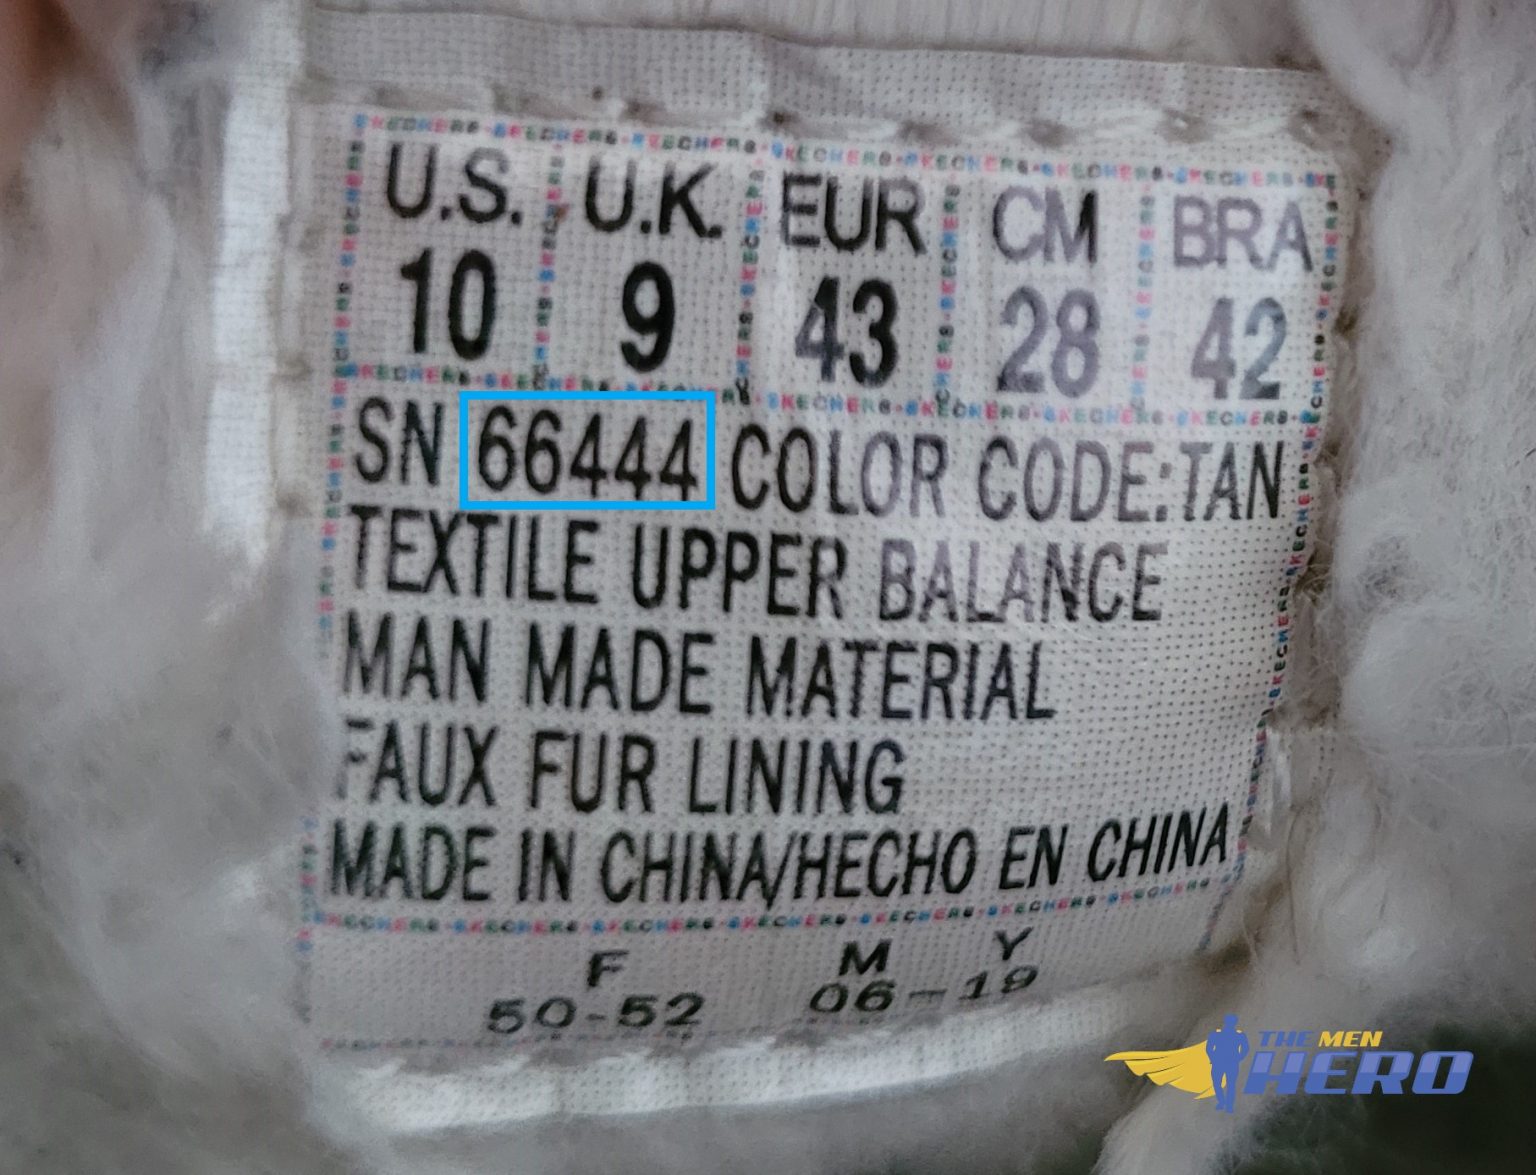 U.S. U.K. EUR CM BRA
10 9 43 28 42
SN 66444 COLOR CODE:TAN
TEXTILE UPPER BALANCE
MAN MADE MATERIAL
FAUX FUR LINING
MADE IN CHINA/HECHO EN CHINA
F M Y
50-52 06-19
THE MEN
HERO